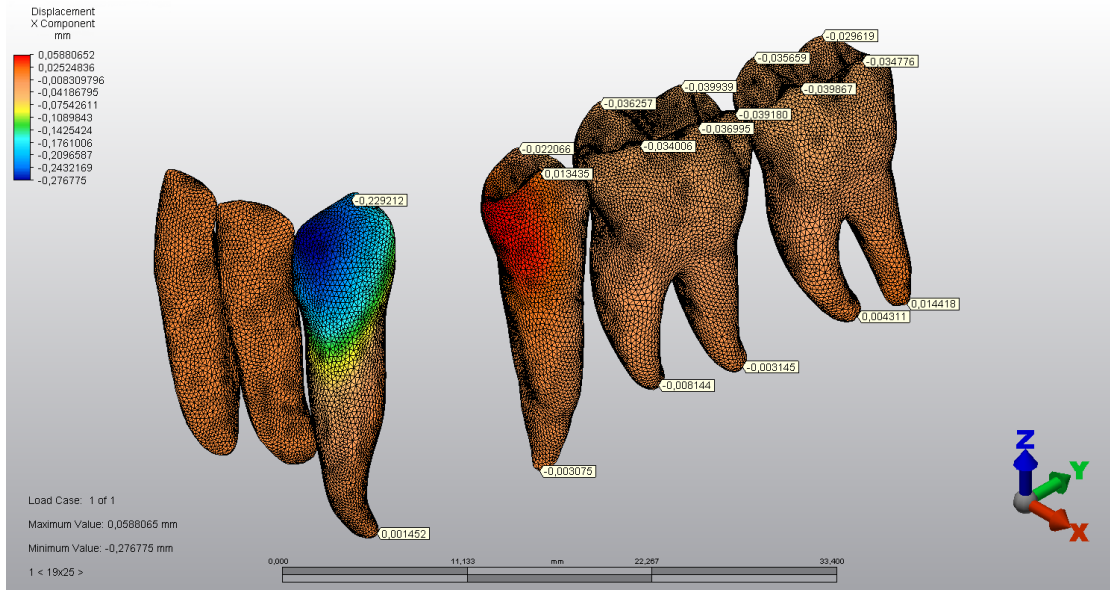 Displacement
X Component
mm
0,05880652
0,02524836
-0,008309796
-0,04186795
-0,07542611
-0,1089843
-0,1425424
-0,1761006
-0,2096587
-0,2432169
-0,276775
-0,029619
-0,035659
-0,034776
-0,039939
-0,039867
-0,036257
-0,039180
-0,036995
-0,034006
-0,022066
0,013435
-0,229212
0,014418
0,004311
-0,003145
-0,008144
-0,003075
0,001452
Z
Y
X
Load Case: 1 of 1
Maximum Value: 0,0588065 mm
Minimum Value: -0,276775 mm
1 < 19x25 >
0,000 11,133 mm 22,267 33,400